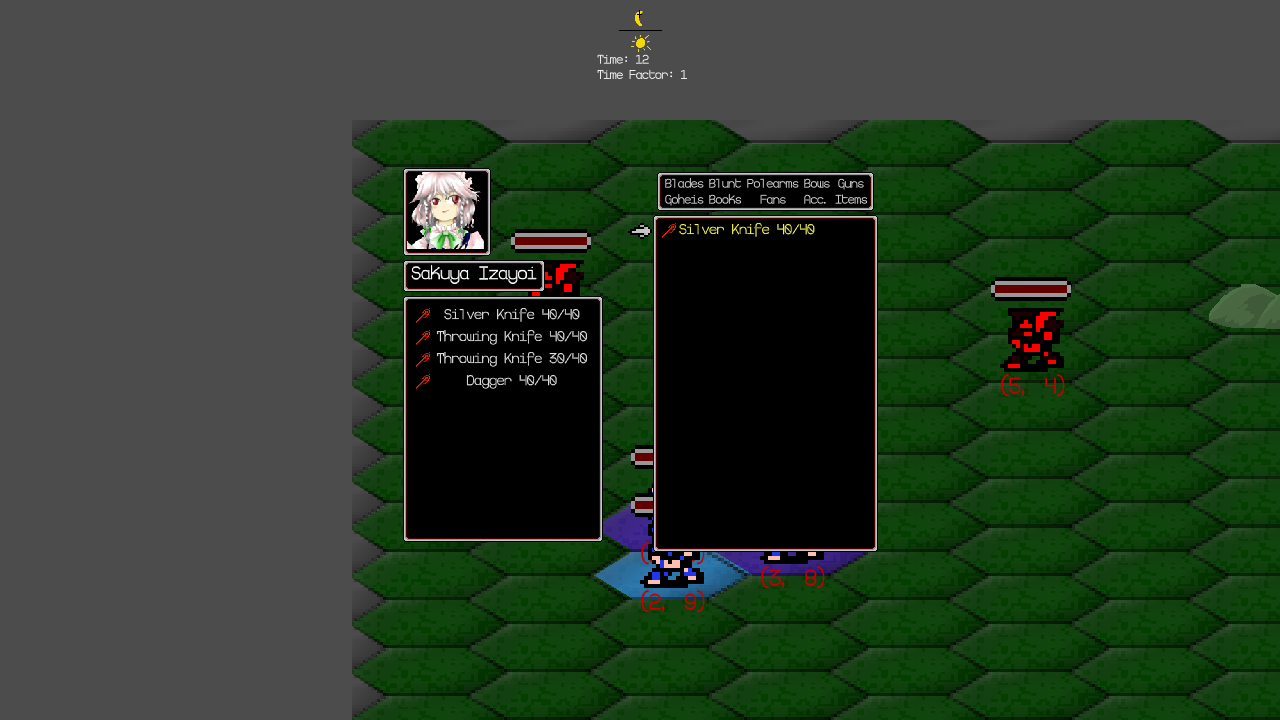 Time: 12
Time Factor: 1
Blades Blunt Polearms Bows Guns
Goheis Books Fans Acc. Items
Silver Knife 40/40
Sakuya Izayoi
Silver Knife 40/40
Throwing Knife 40/40
Throwing Knife 30/40
Dagger 40/40
(5, 4)
(3, 8)
(2, 9)